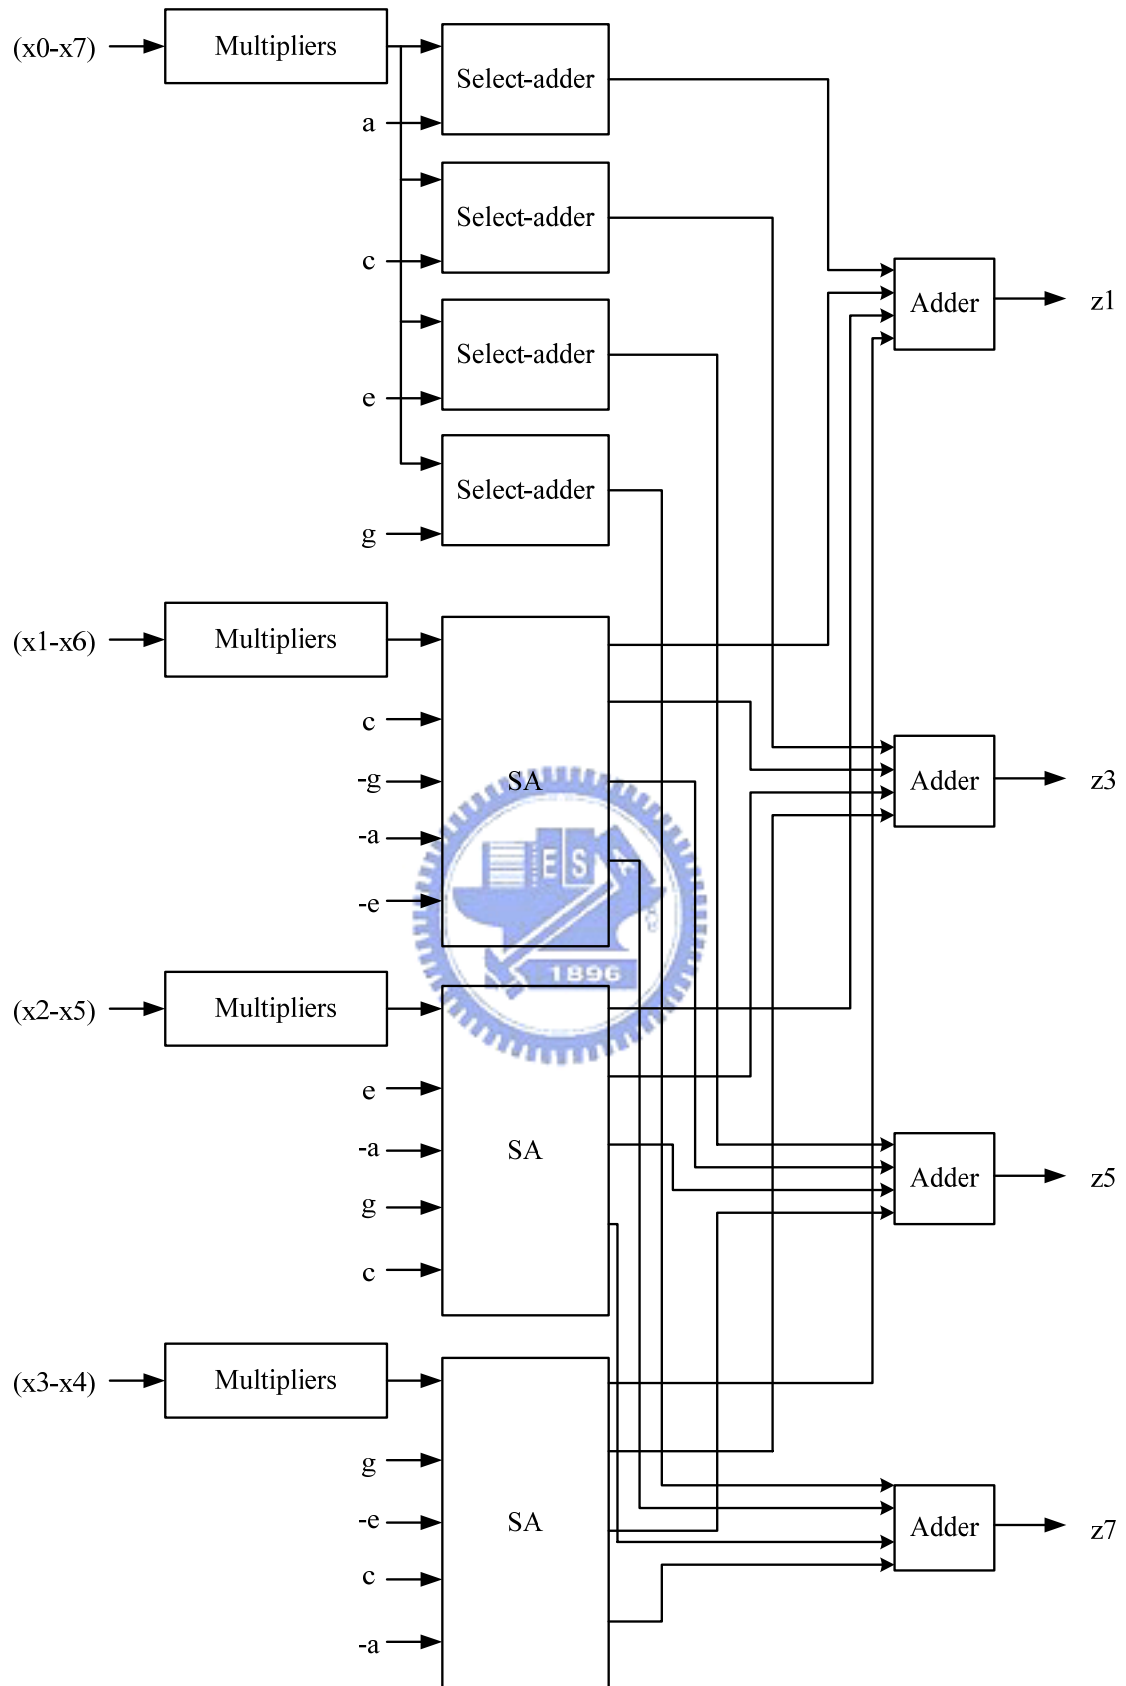 (x0-x7)
Multipliers
Select-adder
a
Select-adder
c
Select-adder
e
Select-adder
g
Adder
z1
(x1-x6)
Multipliers
c
-g
-a
-e
SA
Adder
z3
ES
1896
(x2-x5)
Multipliers
e
-a
g
c
SA
Adder
z5
(x3-x4)
Multipliers
g
-e
c
-a
SA
Adder
z7